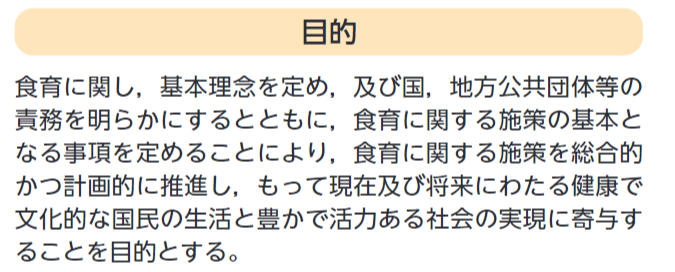 目的
食育に関し，基本理念を定め，及び国，地方公共団体等の
責務を明らかにするとともに，食育に関する施策の基本と
なる事項を定めることにより，食育に関する施策を総合的
かつ計画的に推進し，もって現在及び将来にわたる健康で
文化的な国民の生活と豊かで活力ある社会の実現に寄与す
ることを目的とする。